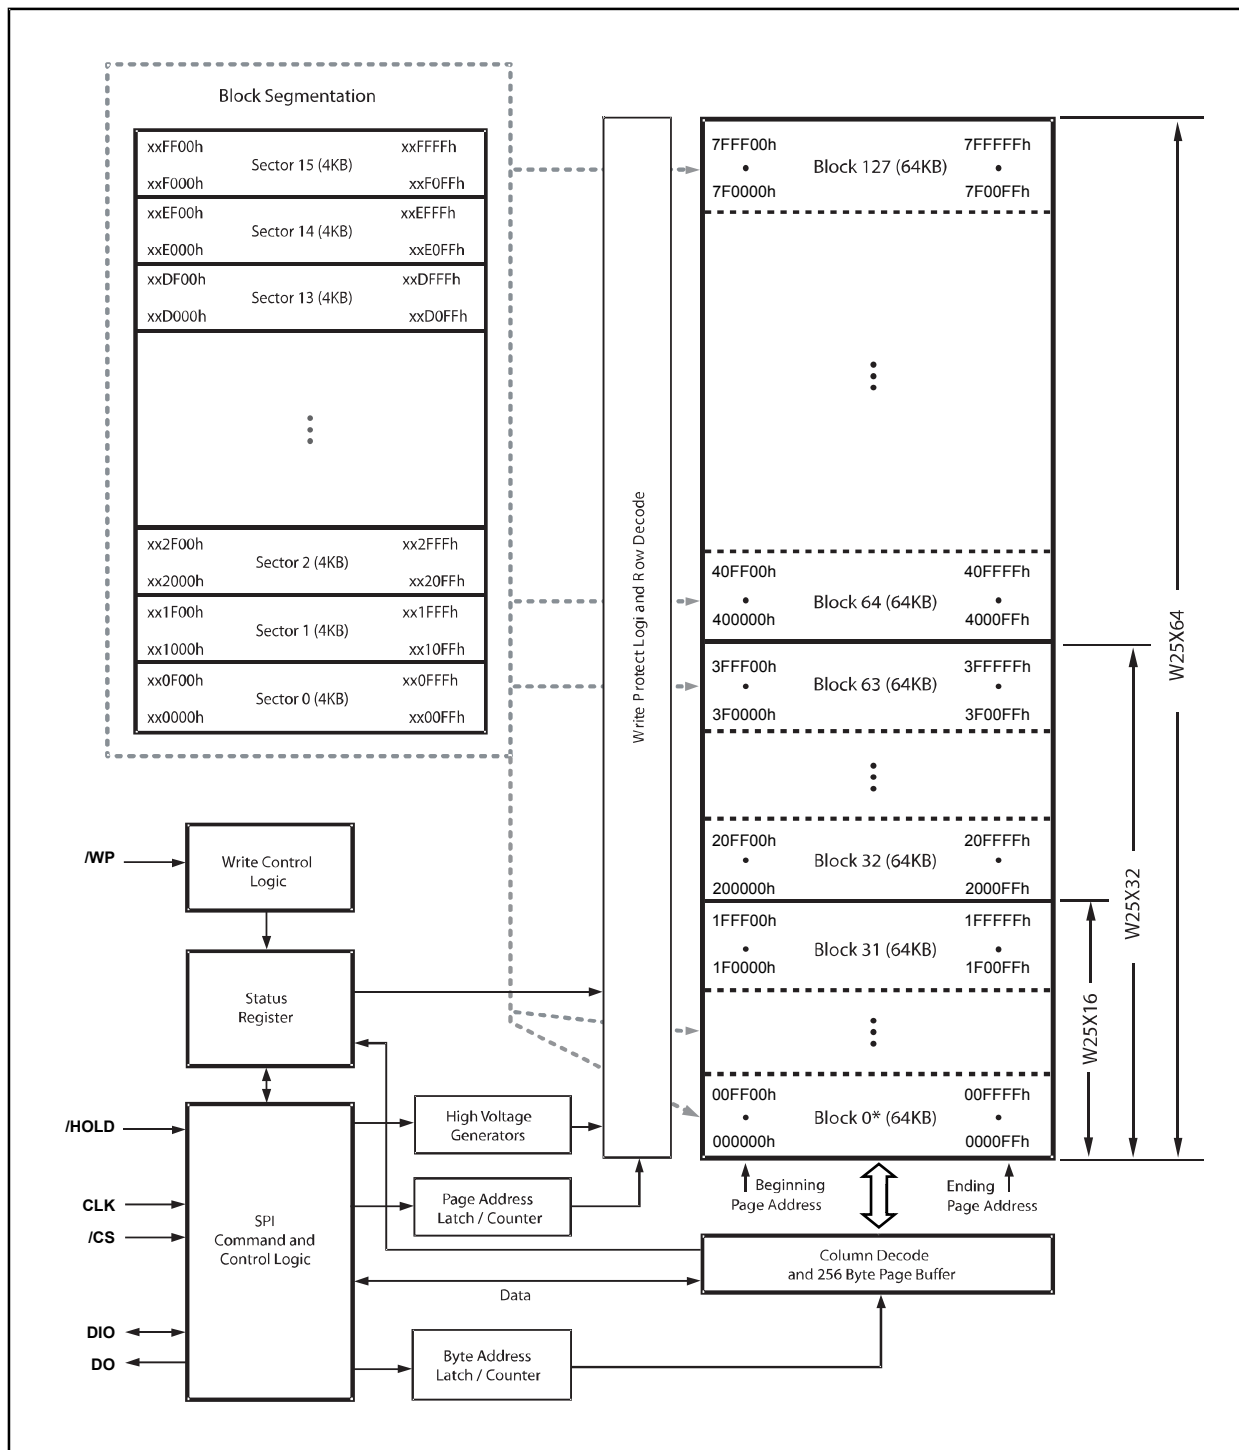 Block Segmentation
xxFF00h xxFFFFh
Sector 15 (4KB)
xxF000h xxF0FFh
xxEF00h xxEFFFh
Sector 14 (4KB)
xxE000h xxE0FFh
xxDF00h xxDFFFh
Sector 13 (4KB)
xxD000h xxD0FFh
xx2F00h xx2FFFh
Sector 2 (4KB)
xx2000h xx20FFh
xx1F00h xx1FFFh
Sector 1 (4KB)
xx1000h xx10FFh
xx0F00h xx0FFFh
Sector 0 (4KB)
xx0000h xx00FFh
Write Protect Logi and Row Decode
7FFF00h 7FFFFFh
Block 127 (64KB)
7F0000h 7F00FFh
40FF00h 40FFFFh
Block 64 (64KB)
400000h 4000FFh
3FFF00h 3FFFFFh
Block 63 (64KB)
3F0000h 3F00FFh
20FF00h 20FFFFh
Block 32 (64KB)
200000h 2000FFh
1FFF00h 1FFFFFh
Block 31 (64KB)
1F0000h 1F00FFh
00FF00h 00FFFFh
Block 0* (64KB)
000000h 0000FFh
W25X16
W25X32
W25X64
Beginning
Page Address
Ending
Page Address
/WP
Write Control
Logic
Status
Register
/HOLD
CLK
/CS
DIO
DO
SPI
Command and
Control Logic
High Voltage
Generators
Page Address
Latch / Counter
Column Decode
and 256 Byte Page Buffer
Data
Byte Address
Latch / Counter